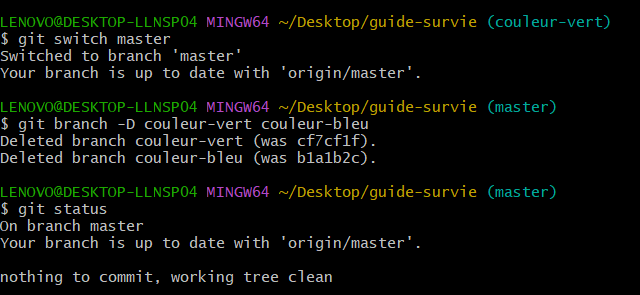 LENOVO@DESKTOP-LLNSPO4 MINGW64 ~/Desktop/guide-survie (couleur-vert)
$ git switch master
Switched to branch 'master'
Your branch is up to date with 'origin/master'.

LENOVO@DESKTOP-LLNSPO4 MINGW64 ~/Desktop/guide-survie (master)
$ git branch -D couleur-vert couleur-bleu
Deleted branch couleur-vert (was cf7cf1f).
Deleted branch couleur-bleu (was b1a1b2c).

LENOVO@DESKTOP-LLNSPO4 MINGW64 ~/Desktop/guide-survie (master)
$ git status
On branch master
Your branch is up to date with 'origin/master'.

nothing to commit, working tree clean